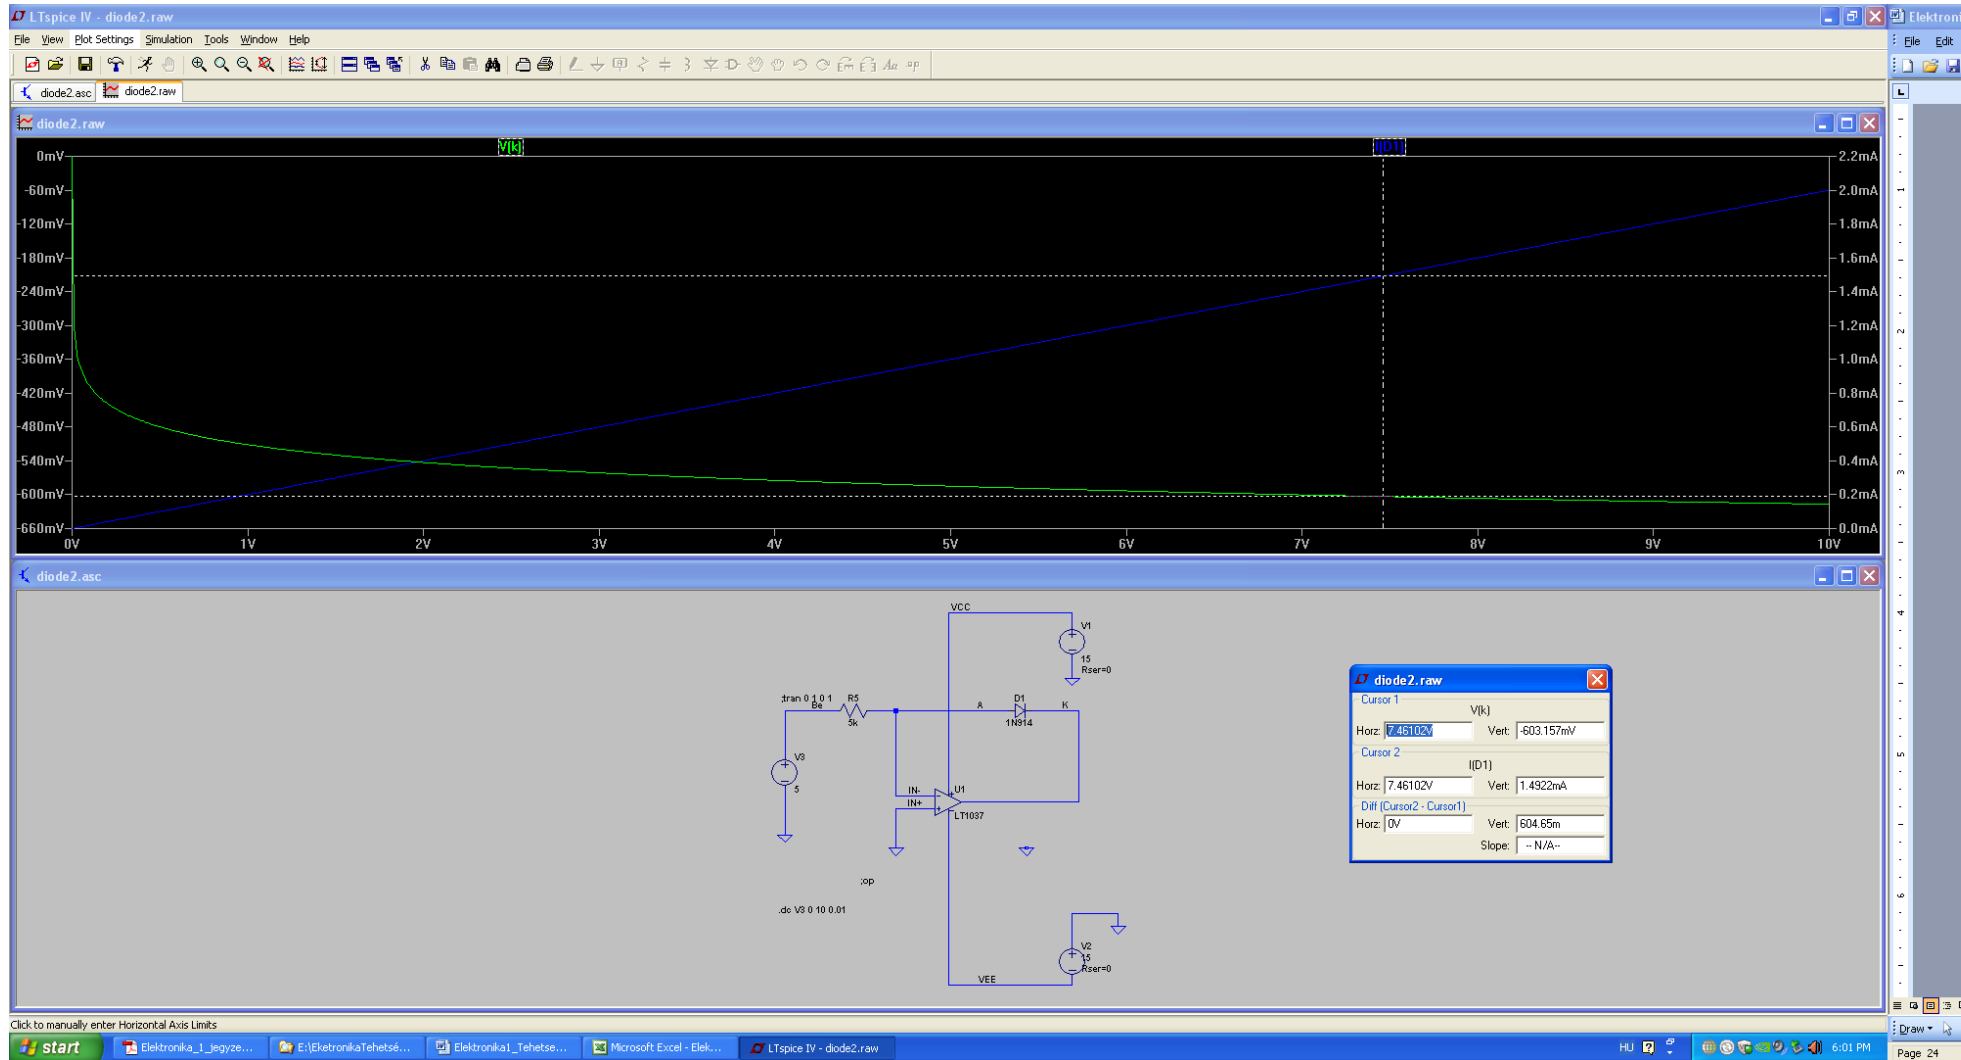 LTspice IV - diode2.raw
Elektroni
File View Plot Settings Simulation Tools Window Help
File Edit
diode2.asc diode2.raw
diode2.raw
V(k) I(D1)
0mV 2.2mA
-60mV 2.0mA
-120mV 1.8mA
-180mV 1.6mA
-240mV 1.4mA
-300mV 1.2mA
-360mV 1.0mA
-420mV 0.8mA
-480mV 0.6mA
-540mV 0.4mA
-600mV 0.2mA
-660mV 0.0mA
0V 1V 2V 3V 4V 5V 6V 7V 8V 9V 10V
diode2.asc
VCC
V1
15
Rser=0
;tran 0 1 0 1
Be
R5
5k
A
D1
1N914
K
V3
5
IN-
IN+
U1
LT1037
;op
.dc V3 0 10 0.01
V2
15
Rser=0
VEE
diode2.raw
Cursor 1
V(k)
Horz: 7.46102V Vert: -603.157mV
Cursor 2
I(D1)
Horz: 7.46102V Vert: 1.4922mA
Diff (Cursor2 - Cursor1)
Horz: 0V Vert: 604.65m
Slope: -- N/A--
1
2
3
4
5
6
Click to manually enter Horizontal Axis Limits
Draw
start Elektronika_1_jegyze... E:\EketronikaTehetsé... Elektronika1_Tehetse... Microsoft Excel - Elek... LTspice IV - diode2.raw HU 6:01 PM
Page 24